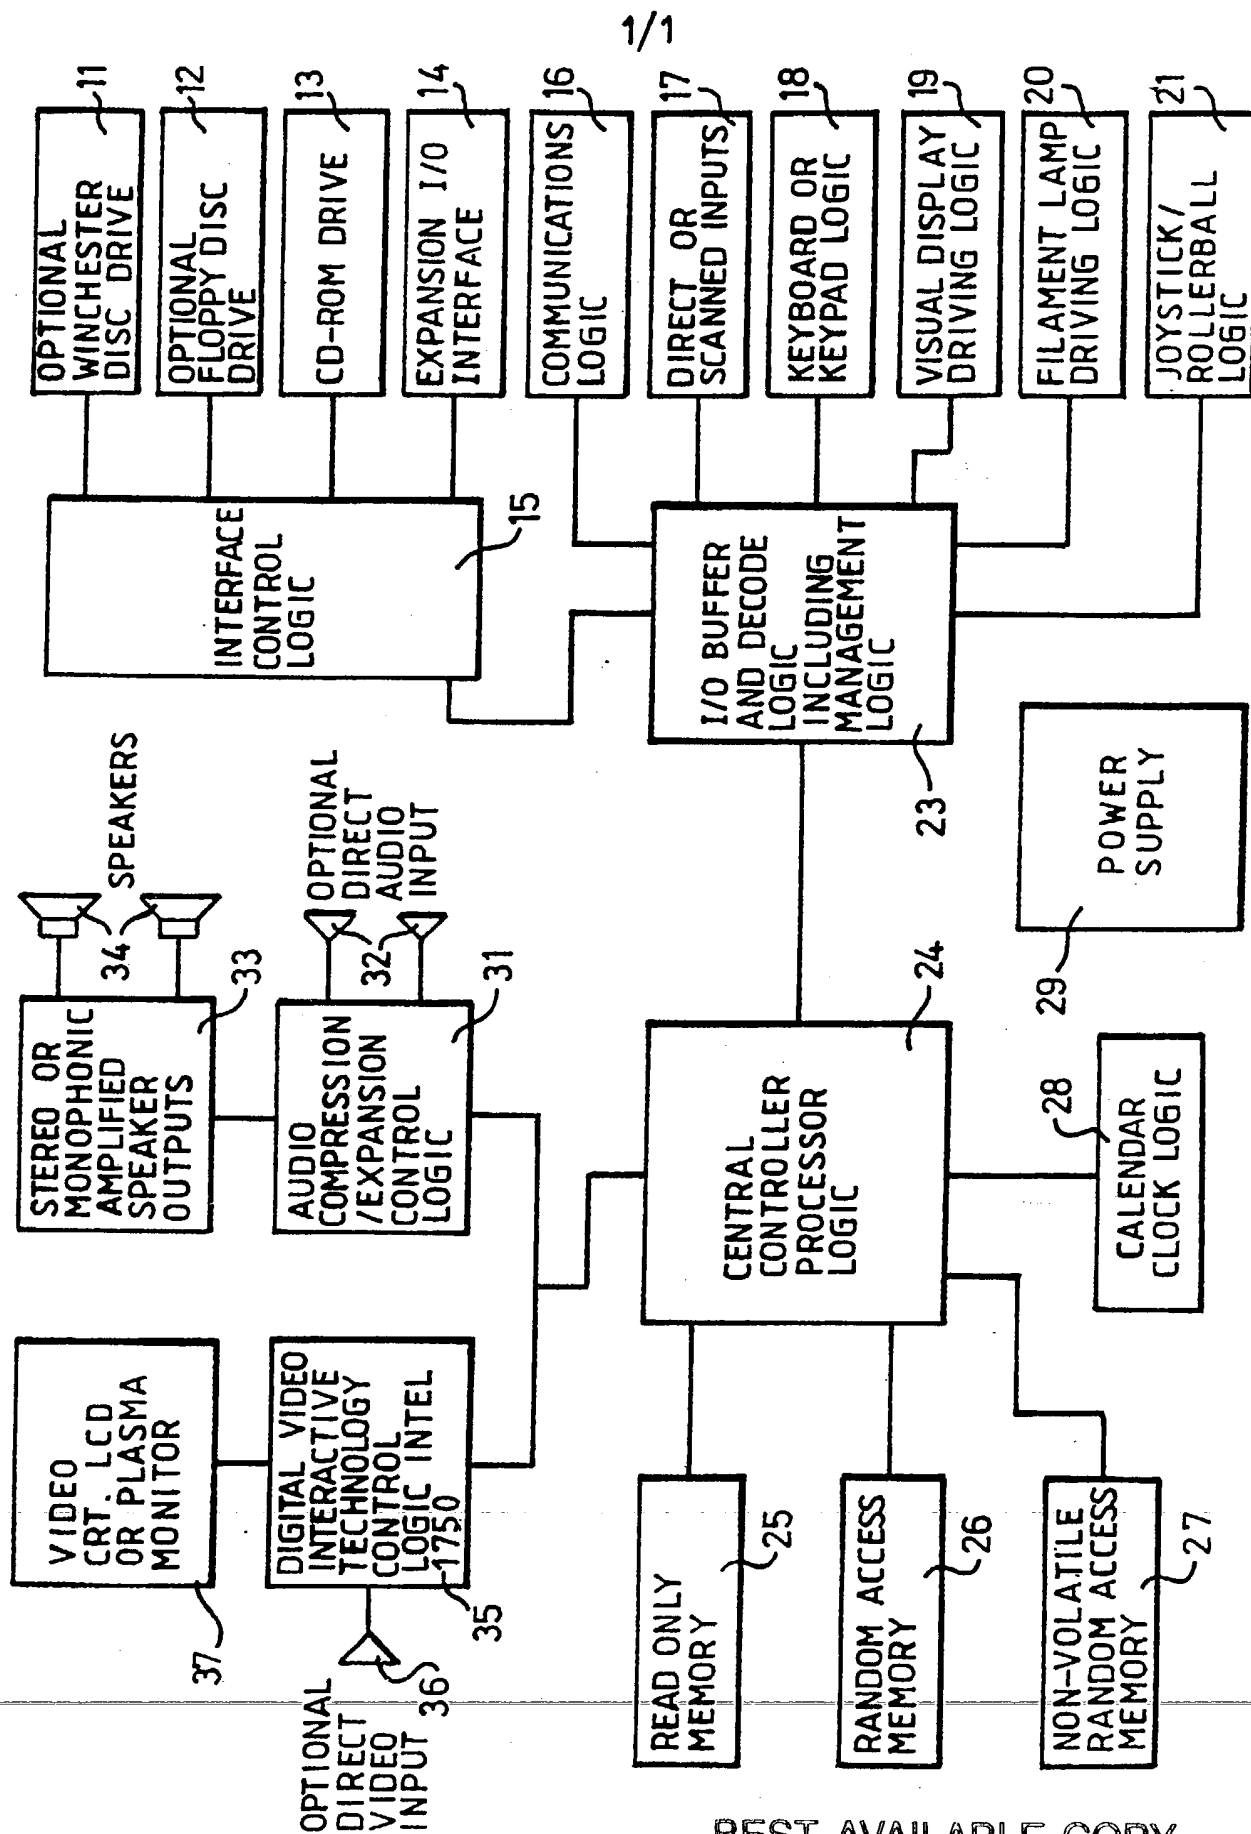 1/1
OPTIONAL
WINCHESTER
DISC DRIVE
11
OPTIONAL
FLOPPY DISC
DRIVE
12
CD-ROM DRIVE
13
EXPANSION I/O
INTERFACE
14
COMMUNICATIONS
LOGIC
16
DIRECT OR
SCANNED INPUTS
17
KEYBOARD OR
KEYPAD LOGIC
18
VISUAL DISPLAY
DRIVING LOGIC
19
FILAMENT LAMP
DRIVING LOGIC
20
JOYSTICK/
ROLLERBALL
LOGIC
21
INTERFACE
CONTROL
LOGIC
15
I/O BUFFER
AND DECODE
LOGIC
INCLUDING
MANAGEMENT
LOGIC
23
SPEAKERS
34
OPTIONAL
DIRECT
AUDIO
INPUT
32
STEREO OR
MONOPHONIC
AMPLIFIED
SPEAKER
OUTPUTS
33
AUDIO
COMPRESSION
/EXPANSION
CONTROL
LOGIC
31
CENTRAL
CONTROLLER
PROCESSOR
LOGIC
24
POWER
SUPPLY
29
CALENDAR
CLOCK LOGIC
28
VIDEO
CRT. LCD
OR PLASMA
MONITOR
37
DIGITAL VIDEO
INTERACTIVE
TECHNOLOGY
CONTROL
LOGIC INTEL
1750
35
OPTIONAL
DIRECT
VIDEO
INPUT
36
READ ONLY
MEMORY
25
RANDOM ACCESS
MEMORY
26
NON-VOLATILE
RANDOM ACCESS
MEMORY
27
BEST AVAILABLE COPY